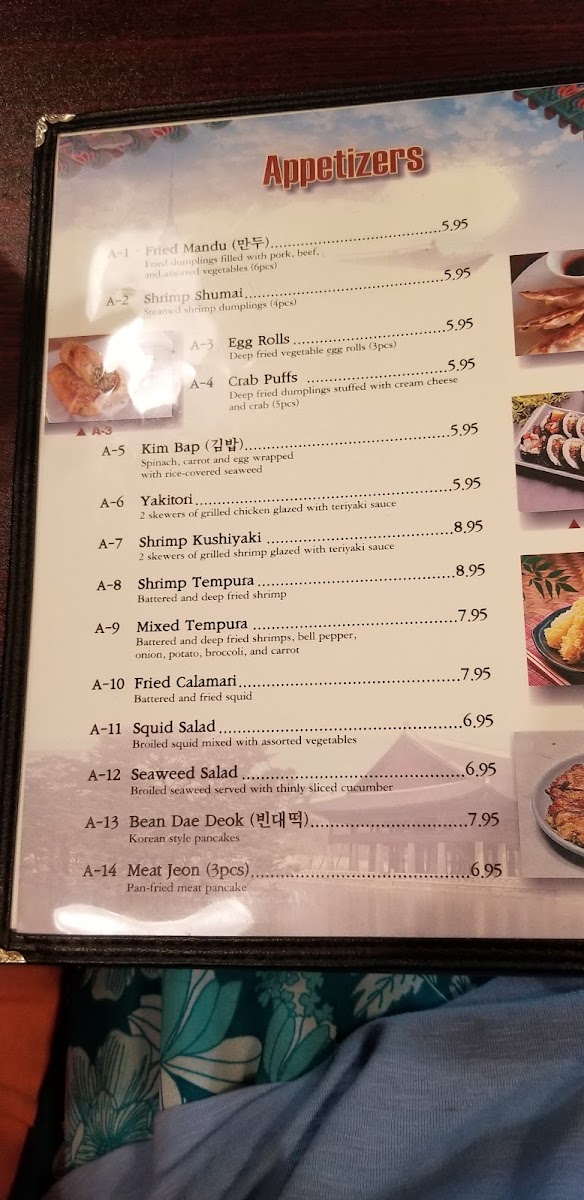 Appetizers
A-1 Fried Mandu (만두)..............................5.95
Fried dumplings filled with pork, beef,
and assorted vegetables (6pcs)
A-2 Shrimp Shumai..............................5.95
Steamed shrimp dumplings (4pcs)
A-3 Egg Rolls..............................5.95
Deep fried vegetable egg rolls (3pcs)
A-4 Crab Puffs..............................5.95
Deep fried dumplings stuffed with cream cheese
and crab (5pcs)
▲ A-3
A-5 Kim Bap (김밥)..............................5.95
Spinach, carrot and egg wrapped
with rice-covered seaweed
A-6 Yakitori..............................5.95
2 skewers of grilled chicken glazed with teriyaki sauce
A-7 Shrimp Kushiyaki..............................8.95
2 skewers of grilled shrimp glazed with teriyaki sauce
A-8 Shrimp Tempura..............................8.95
Battered and deep fried shrimp
A-9 Mixed Tempura..............................7.95
Battered and deep fried shrimps, bell pepper,
onion, potato, broccoli, and carrot
A-10 Fried Calamari..............................7.95
Battered and fried squid
A-11 Squid Salad..............................6.95
Broiled squid mixed with assorted vegetables
A-12 Seaweed Salad..............................6.95
Broiled seaweed served with thinly sliced cucumber
A-13 Bean Dae Deok (빈대떡)..............................7.95
Korean style pancakes
A-14 Meat Jeon (3pcs)..............................6.95
Pan-fried meat pancake